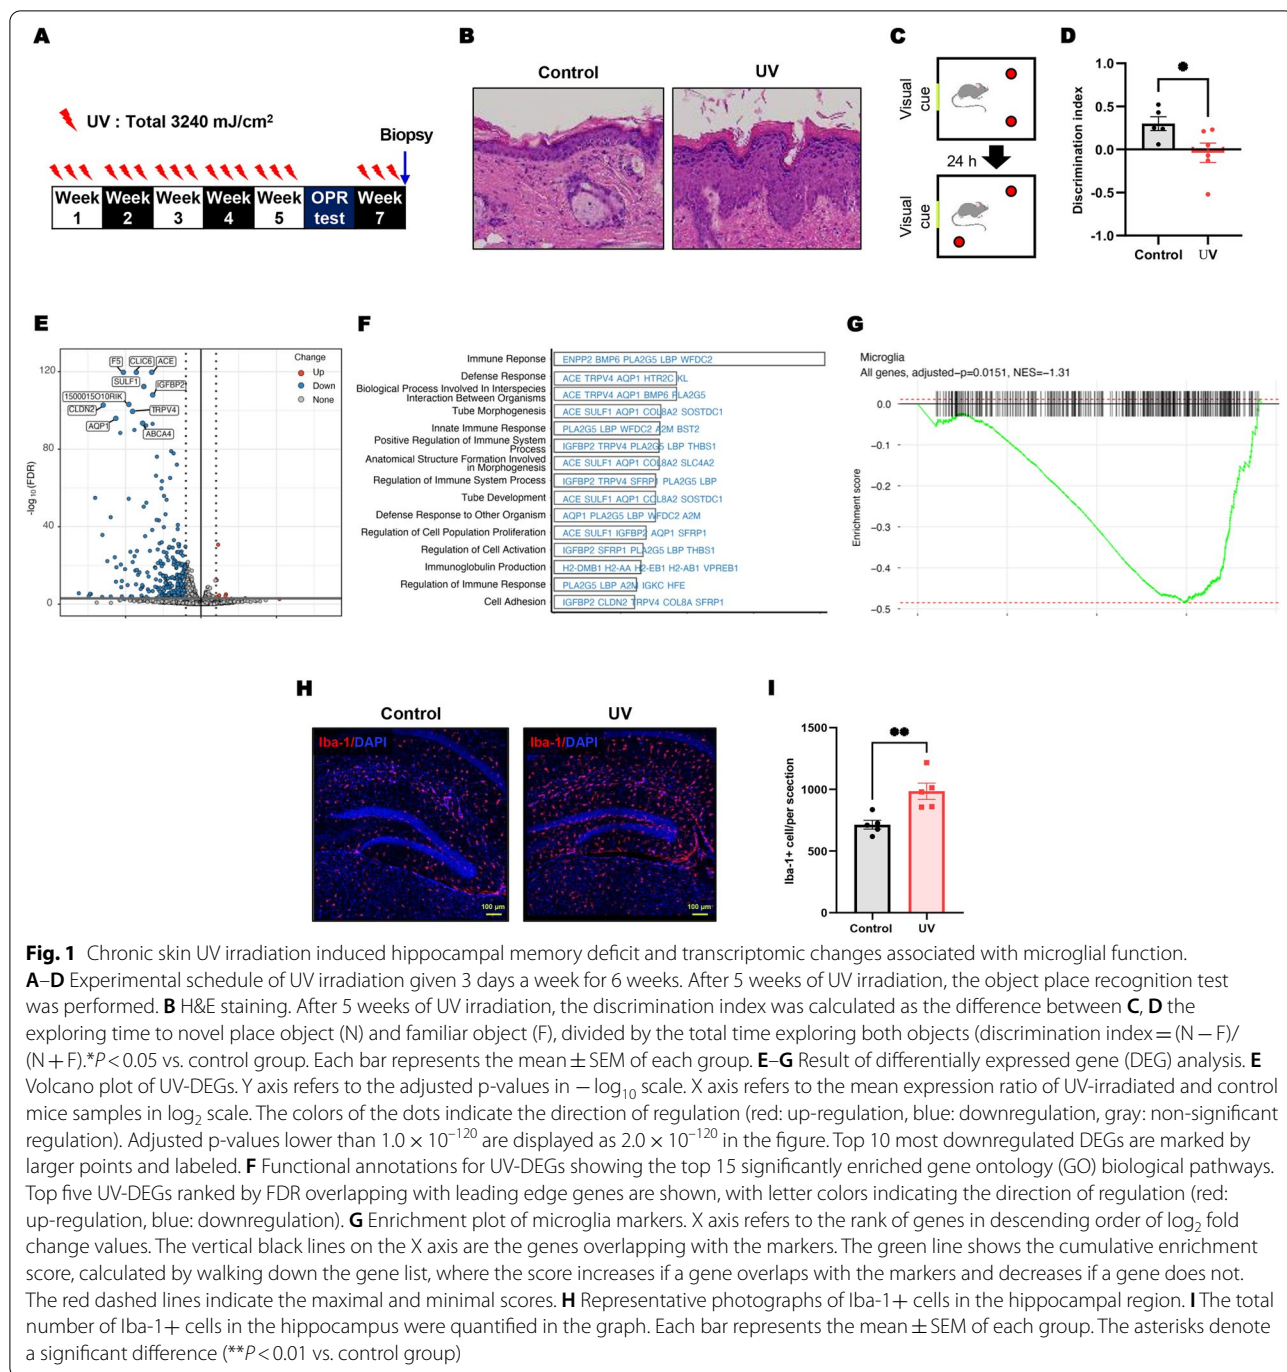 A
UV : Total 3240 mJ/cm²
Biopsy
Week 1
Week 2
Week 3
Week 4
Week 5
OPR test
Week 7
B
Control
UV
C
Visual cue
24 h
Visual cue
D
Discrimination index
1.0
0.5
0.0
-0.5
-1.0
Control
UV
E
-log10(FDR)
120
80
40
0
F5
CLIC6
ACE
SULF1
IGFBP2
1500015O10RIK
CLDN2
TRPV4
AQP1
ABCA4
Change
Up
Down
None
F
Immune Reponse ENPP2 BMP6 PLA2G5 LBP WFDC2
Defense Response ACE TRPV4 AQP1 HTR2C KL
Biological Process Involved In Interspecies
Interaction Between Organisms ACE TRPV4 AQP1 BMP6 PLA2G5
Tube Morphogenesis ACE SULF1 AQP1 COL8A2 SOSTDC1
Innate Immune Response PLA2G5 LBP WFDC2 A2M BST2
Positive Regulation of Immune System
Process IGFBP2 TRPV4 PLA2G5 LBP THBS1
Anatomical Structure Formation Involved
in Morphogenesis ACE SULF1 AQP1 COL8A2 SLC4A2
Regulation of Immune System Process IGFBP2 TRPV4 SFRP1 PLA2G5 LBP
Tube Development ACE SULF1 AQP1 COL8A2 SOSTDC1
Defense Response to Other Organism AQP1 PLA2G5 LBP WFDC2 A2M
Regulation of Cell Population Proliferation ACE SULF1 IGFBP2 AQP1 SFRP1
Regulation of Cell Activation IGFBP2 SFRP1 PLA2G5 LBP THBS1
Immunoglobulin Production H2-DMB1 H2-AA H2-EB1 H2-AB1 VPREB1
Regulation of Immune Response PLA2G5 LBP A2M IGKC HFE
Cell Adhesion IGFBP2 CLDN2 TRPV4 COL8A SFRP1
G
Microglia
All genes, adjusted-p=0.0151, NES=-1.31
Enrichment score
0.0
-0.1
-0.2
-0.3
-0.4
-0.5
H
Control
UV
Iba-1/DAPI
Iba-1/DAPI
100 µm
100 µm
I
Iba-1+ cell/per scection
1500
1000
500
0
**
Control
UV
Fig. 1 Chronic skin UV irradiation induced hippocampal memory deficit and transcriptomic changes associated with microglial function.
A–D Experimental schedule of UV irradiation given 3 days a week for 6 weeks. After 5 weeks of UV irradiation, the object place recognition test
was performed. B H&E staining. After 5 weeks of UV irradiation, the discrimination index was calculated as the difference between C, D the
exploring time to novel place object (N) and familiar object (F), divided by the total time exploring both objects (discrimination index = (N − F)/
(N + F).*P < 0.05 vs. control group. Each bar represents the mean ± SEM of each group. E–G Result of differentially expressed gene (DEG) analysis. E
Volcano plot of UV-DEGs. Y axis refers to the adjusted p-values in − log10 scale. X axis refers to the mean expression ratio of UV-irradiated and control
mice samples in log2 scale. The colors of the dots indicate the direction of regulation (red: up-regulation, blue: downregulation, gray: non-significant
regulation). Adjusted p-values lower than 1.0 × 10⁻¹²⁰ are displayed as 2.0 × 10⁻¹²⁰ in the figure. Top 10 most downregulated DEGs are marked by
larger points and labeled. F Functional annotations for UV-DEGs showing the top 15 significantly enriched gene ontology (GO) biological pathways.
Top five UV-DEGs ranked by FDR overlapping with leading edge genes are shown, with letter colors indicating the direction of regulation (red:
up-regulation, blue: downregulation). G Enrichment plot of microglia markers. X axis refers to the rank of genes in descending order of log2 fold
change values. The vertical black lines on the X axis are the genes overlapping with the markers. The green line shows the cumulative enrichment
score, calculated by walking down the gene list, where the score increases if a gene overlaps with the markers and decreases if a gene does not.
The red dashed lines indicate the maximal and minimal scores. H Representative photographs of Iba-1+ cells in the hippocampal region. I The total
number of Iba-1+ cells in the hippocampus were quantified in the graph. Each bar represents the mean ± SEM of each group. The asterisks denote
a significant difference (**P < 0.01 vs. control group)